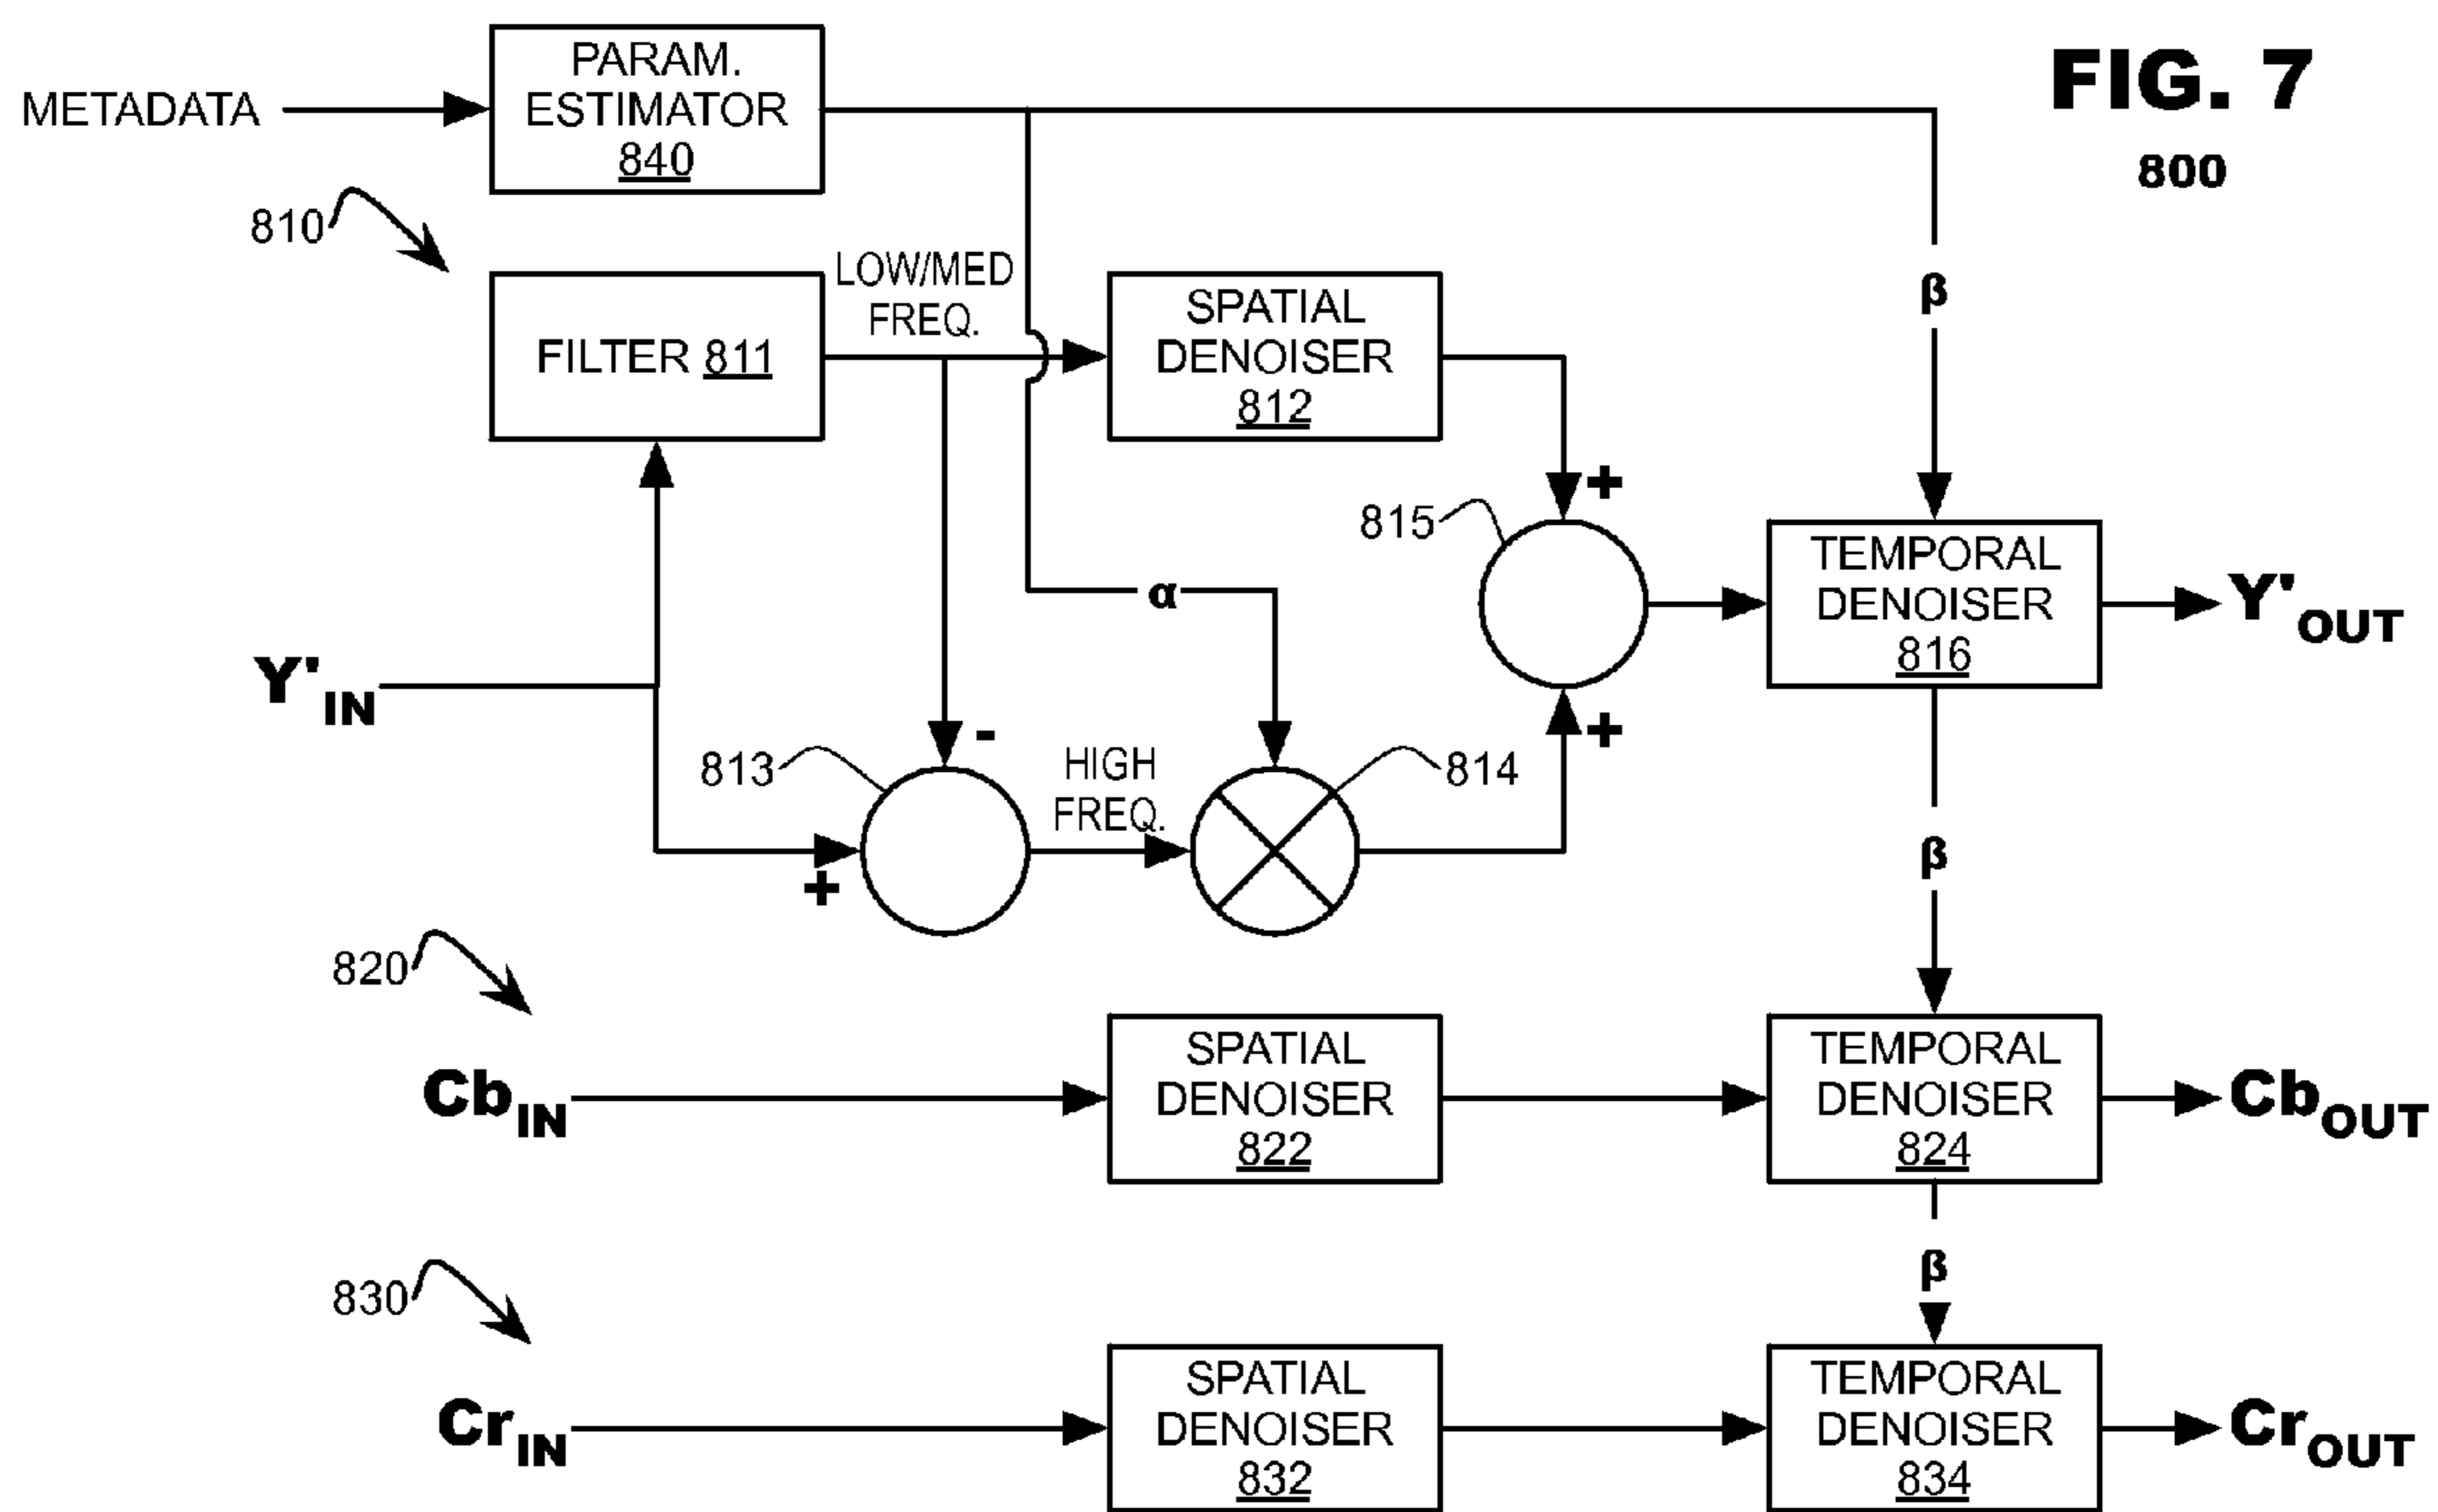 FIG. 7
800
METADATA
PARAM.
ESTIMATOR
840
810
LOW/MED
FREQ.
FILTER 811
SPATIAL
DENOISER
812
β
+
815
TEMPORAL
DENOISER
816
Y'OUT
α
Y'IN
-
+
813
HIGH
FREQ.
814
+
β
820
CbIN
SPATIAL
DENOISER
822
TEMPORAL
DENOISER
824
CbOUT
β
830
CrIN
SPATIAL
DENOISER
832
TEMPORAL
DENOISER
834
CrOUT